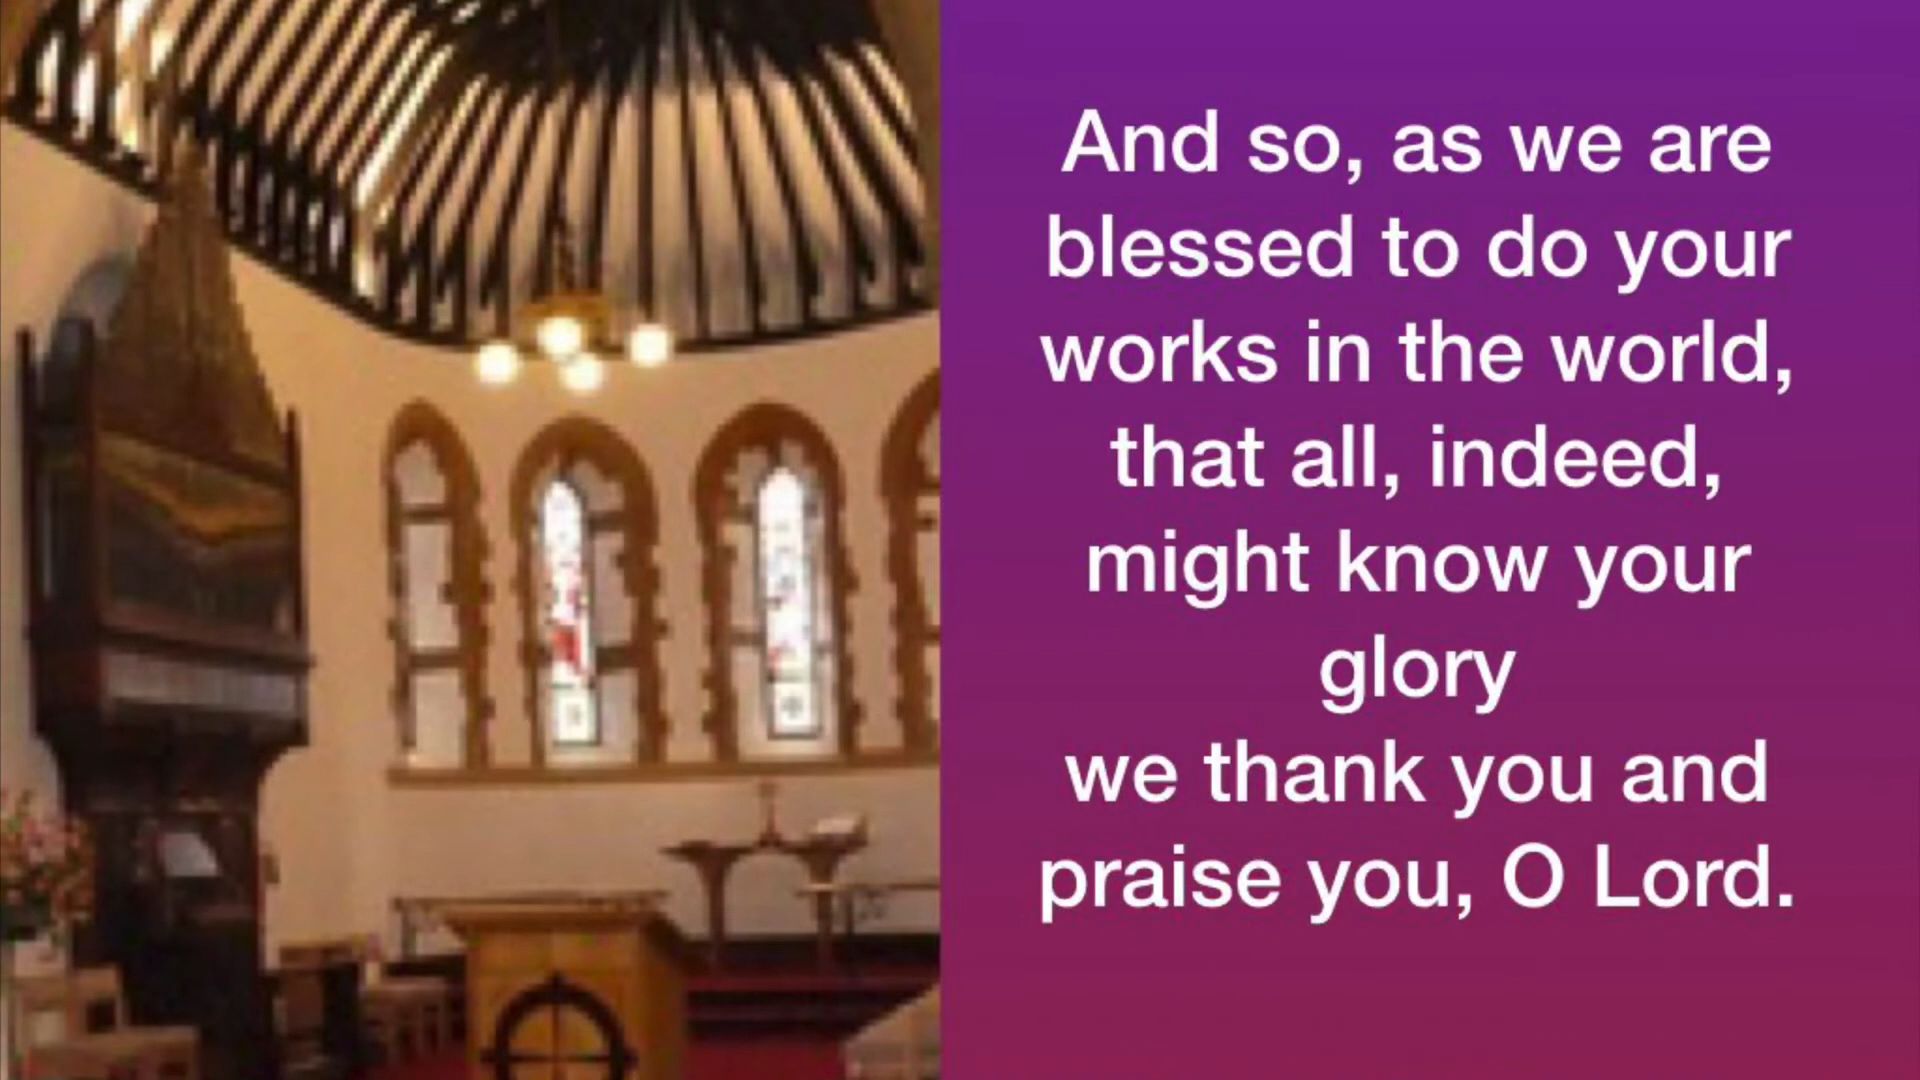 And so, as we are
blessed to do your
works in the world,
that all, indeed,
might know your
glory
we thank you and
praise you, O Lord.